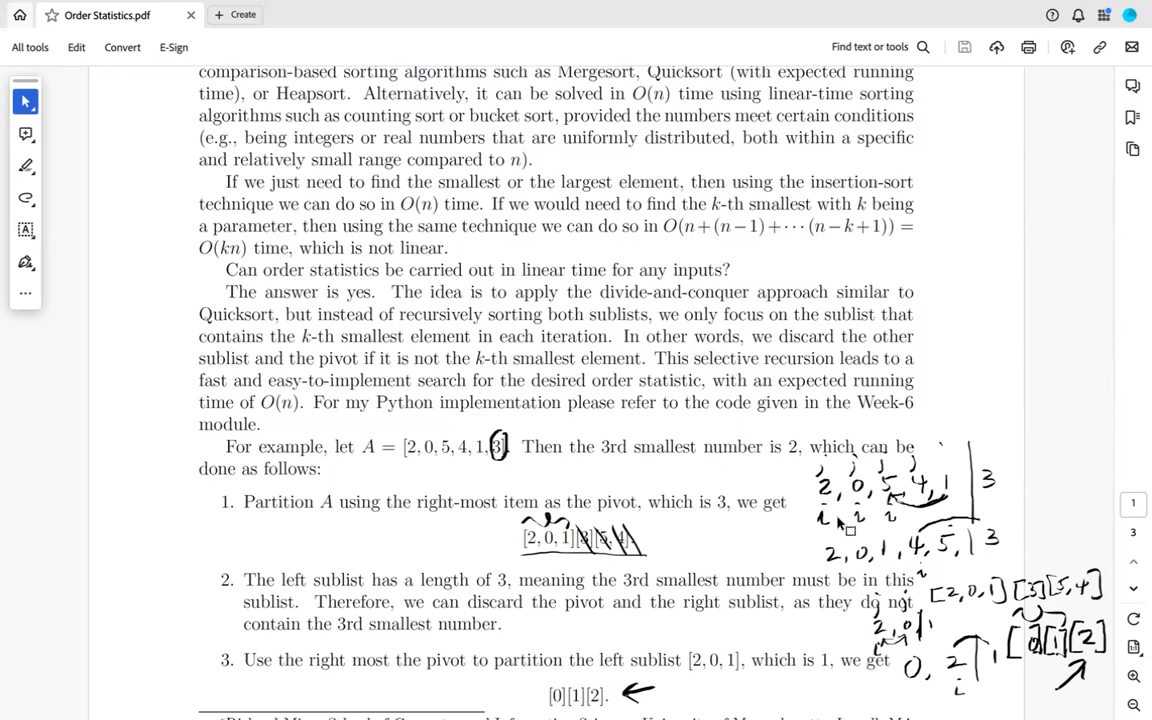 Order Statistics.pdf
Create
All tools
Edit
Convert
E-Sign
Find text or tools
comparison-based sorting algorithms such as Mergesort, Quicksort (with expected running
time), or Heapsort. Alternatively, it can be solved in O(n) time using linear-time sorting
algorithms such as counting sort or bucket sort, provided the numbers meet certain conditions
(e.g., being integers or real numbers that are uniformly distributed, both within a specific
and relatively small range compared to n).
If we just need to find the smallest or the largest element, then using the insertion-sort
technique we can do so in O(n) time. If we would need to find the k-th smallest with k being
a parameter, then using the same technique we can do so in O(n+(n−1)+···(n−k+1)) =
O(kn) time, which is not linear.
Can order statistics be carried out in linear time for any inputs?
The answer is yes. The idea is to apply the divide-and-conquer approach similar to
Quicksort, but instead of recursively sorting both sublists, we only focus on the sublist that
contains the k-th smallest element in each iteration. In other words, we discard the other
sublist and the pivot if it is not the k-th smallest element. This selective recursion leads to a
fast and easy-to-implement search for the desired order statistic, with an expected running
time of O(n). For my Python implementation please refer to the code given in the Week-6
module.
For example, let A = [2, 0, 5, 4, 1, 3]. Then the 3rd smallest number is 2, which can be
done as follows:
j j j j
2, 0, 5, 4, 1 | 3
i i i
1. Partition A using the right-most item as the pivot, which is 3, we get
[2, 0, 1][3][5, 4].
2, 0, 1, 4, 5, | 3
i
2. The left sublist has a length of 3, meaning the 3rd smallest number must be in this
sublist. Therefore, we can discard the pivot and the right sublist, as they do not
contain the 3rd smallest number.
[2, 0, 1] [3] [5, 4]
j j
2, 0 | 1
[0][1][2]
0, 2 | 1
i
3. Use the right most the pivot to partition the left sublist [2, 0, 1], which is 1, we get
[0][1][2].
1
3